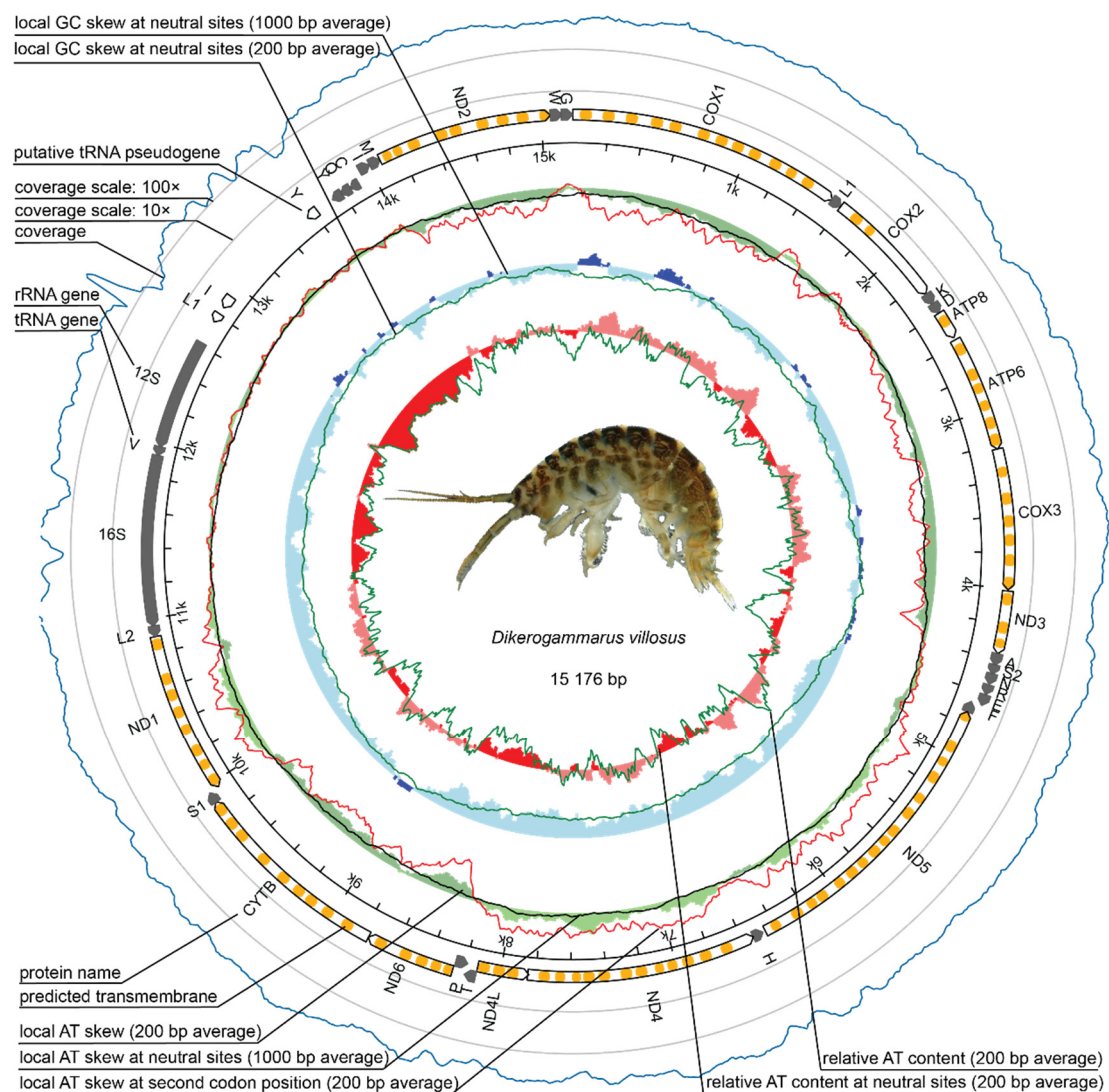 local GC skew at neutral sites (1000 bp average)
local GC skew at neutral sites (200 bp average)
putative tRNA pseudogene
coverage scale: 100×
coverage scale: 10×
coverage
rRNA gene
tRNA gene
ND2
W
G
COX1
L1
COX2
K
D
ATP8
ATP6
COX3
ND3
A
S2
ND5
H
ND4
ND4L
T
P
ND6
CYTB
S1
ND1
L2
16S
V
12S
L1
I
Y
C
Q
M
I
15k
1k
2k
3k
4k
5k
6k
7k
8k
9k
10k
11k
12k
13k
14k
Dikerogammarus villosus
15 176 bp
protein name
predicted transmembrane
local AT skew (200 bp average)
local AT skew at neutral sites (1000 bp average)
local AT skew at second codon position (200 bp average)
relative AT content (200 bp average)
relative AT content at neutral sites (200 bp average)